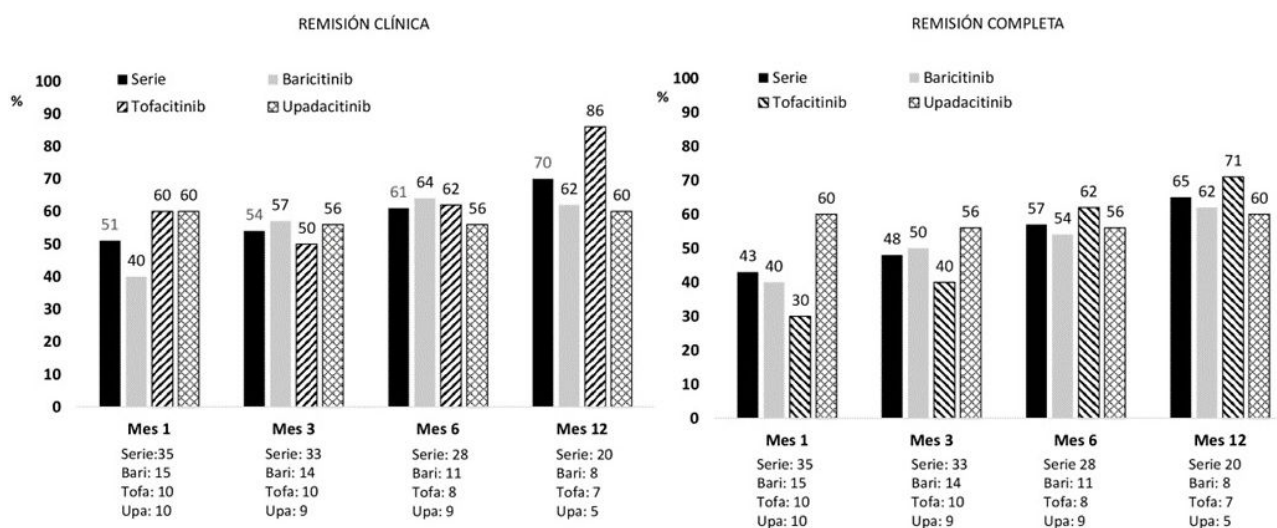 REMISIÓN CLÍNICA
Serie Baricitinib
Tofacitinib Upadacitinib
%
100
90
80
70
60
50
40
30
20
10
0
51 40 60 60
54 57 50 56
61 64 62 56
70 62 86 60
Mes 1 Mes 3 Mes 6 Mes 12
Serie:35 Serie: 33 Serie: 28 Serie: 20
Bari: 15 Bari: 14 Bari: 11 Bari: 8
Tofa: 10 Tofa: 10 Tofa: 8 Tofa: 7
Upa: 10 Upa: 9 Upa: 9 Upa: 5
REMISIÓN COMPLETA
Serie Baricitinib
Tofacitinib Upadacitinib
%
100
90
80
70
60
50
40
30
20
10
0
43 40 30 60
48 50 40 56
57 54 62 56
65 62 71 60
Mes 1 Mes 3 Mes 6 Mes 12
Serie: 35 Serie: 33 Serie 28 Serie 20
Bari: 15 Bari: 14 Bari: 11 Bari: 8
Tofa: 10 Tofa: 10 Tofa: 8 Tofa: 7
Upa: 10 Upa: 9 Upa: 9 Upa: 5